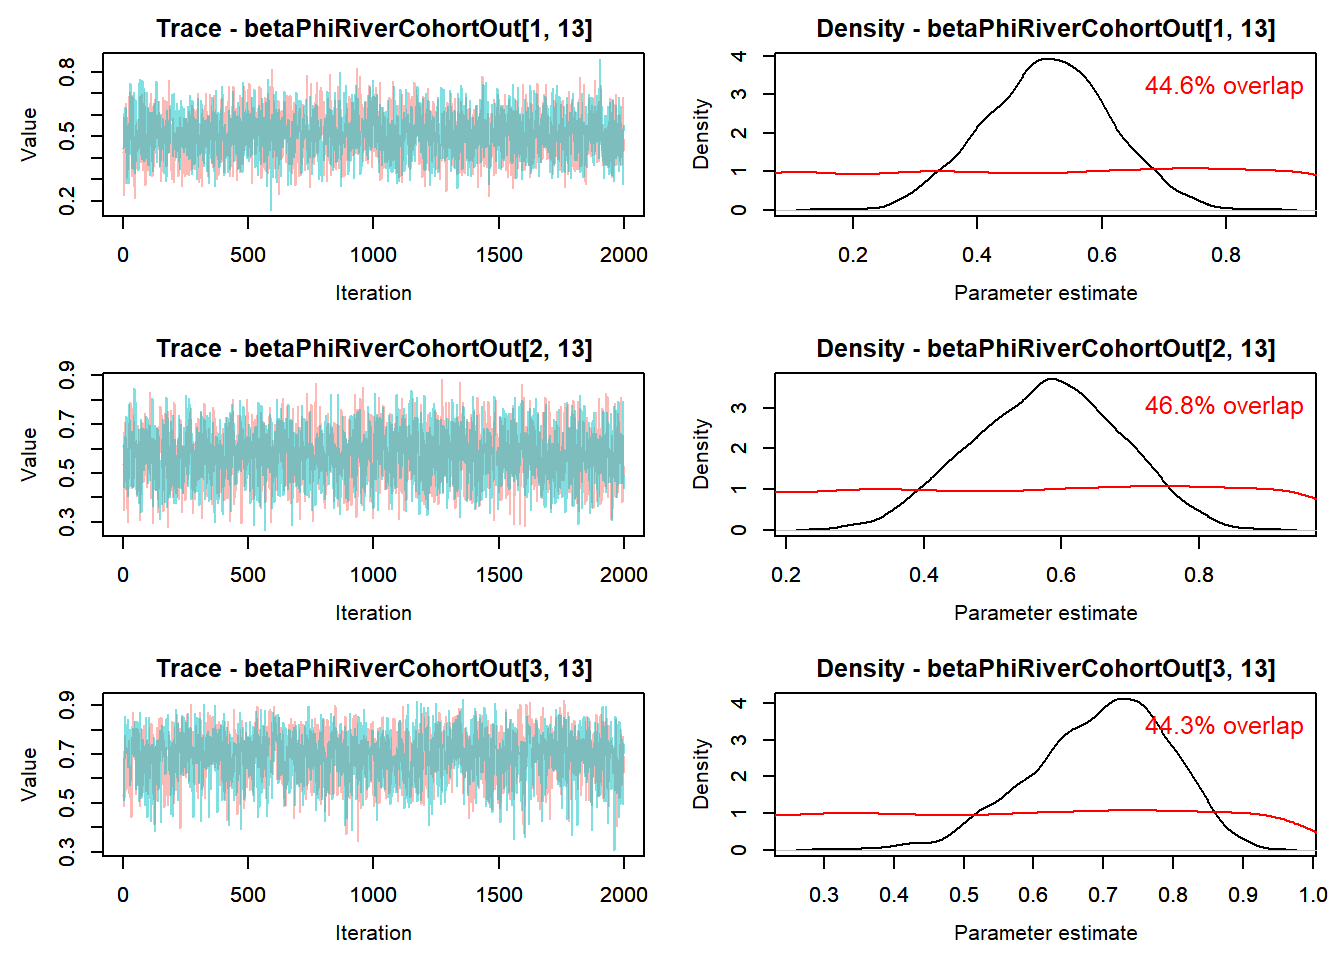 Trace - betaPhiRiverCohortOut[1, 13]
Value
0.2 0.5 0.8
0 500 1000 1500 2000
Iteration
Density - betaPhiRiverCohortOut[1, 13]
44.6% overlap
Density
0 1 2 3 4
0.2 0.4 0.6 0.8
Parameter estimate
Trace - betaPhiRiverCohortOut[2, 13]
Value
0.3 0.5 0.7 0.9
0 500 1000 1500 2000
Iteration
Density - betaPhiRiverCohortOut[2, 13]
46.8% overlap
Density
0 1 2 3
0.2 0.4 0.6 0.8
Parameter estimate
Trace - betaPhiRiverCohortOut[3, 13]
Value
0.3 0.5 0.7 0.9
0 500 1000 1500 2000
Iteration
Density - betaPhiRiverCohortOut[3, 13]
44.3% overlap
Density
0 1 2 3 4
0.3 0.4 0.5 0.6 0.7 0.8 0.9 1.0
Parameter estimate